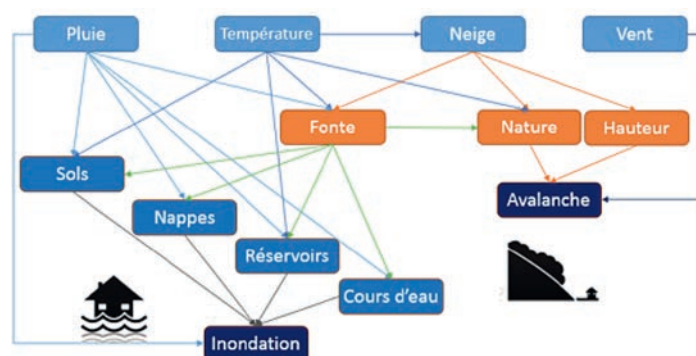 Pluie
Température
Neige
Vent
Fonte
Nature
Hauteur
Sols
Avalanche
Nappes
Réservoirs
Cours d'eau
Inondation